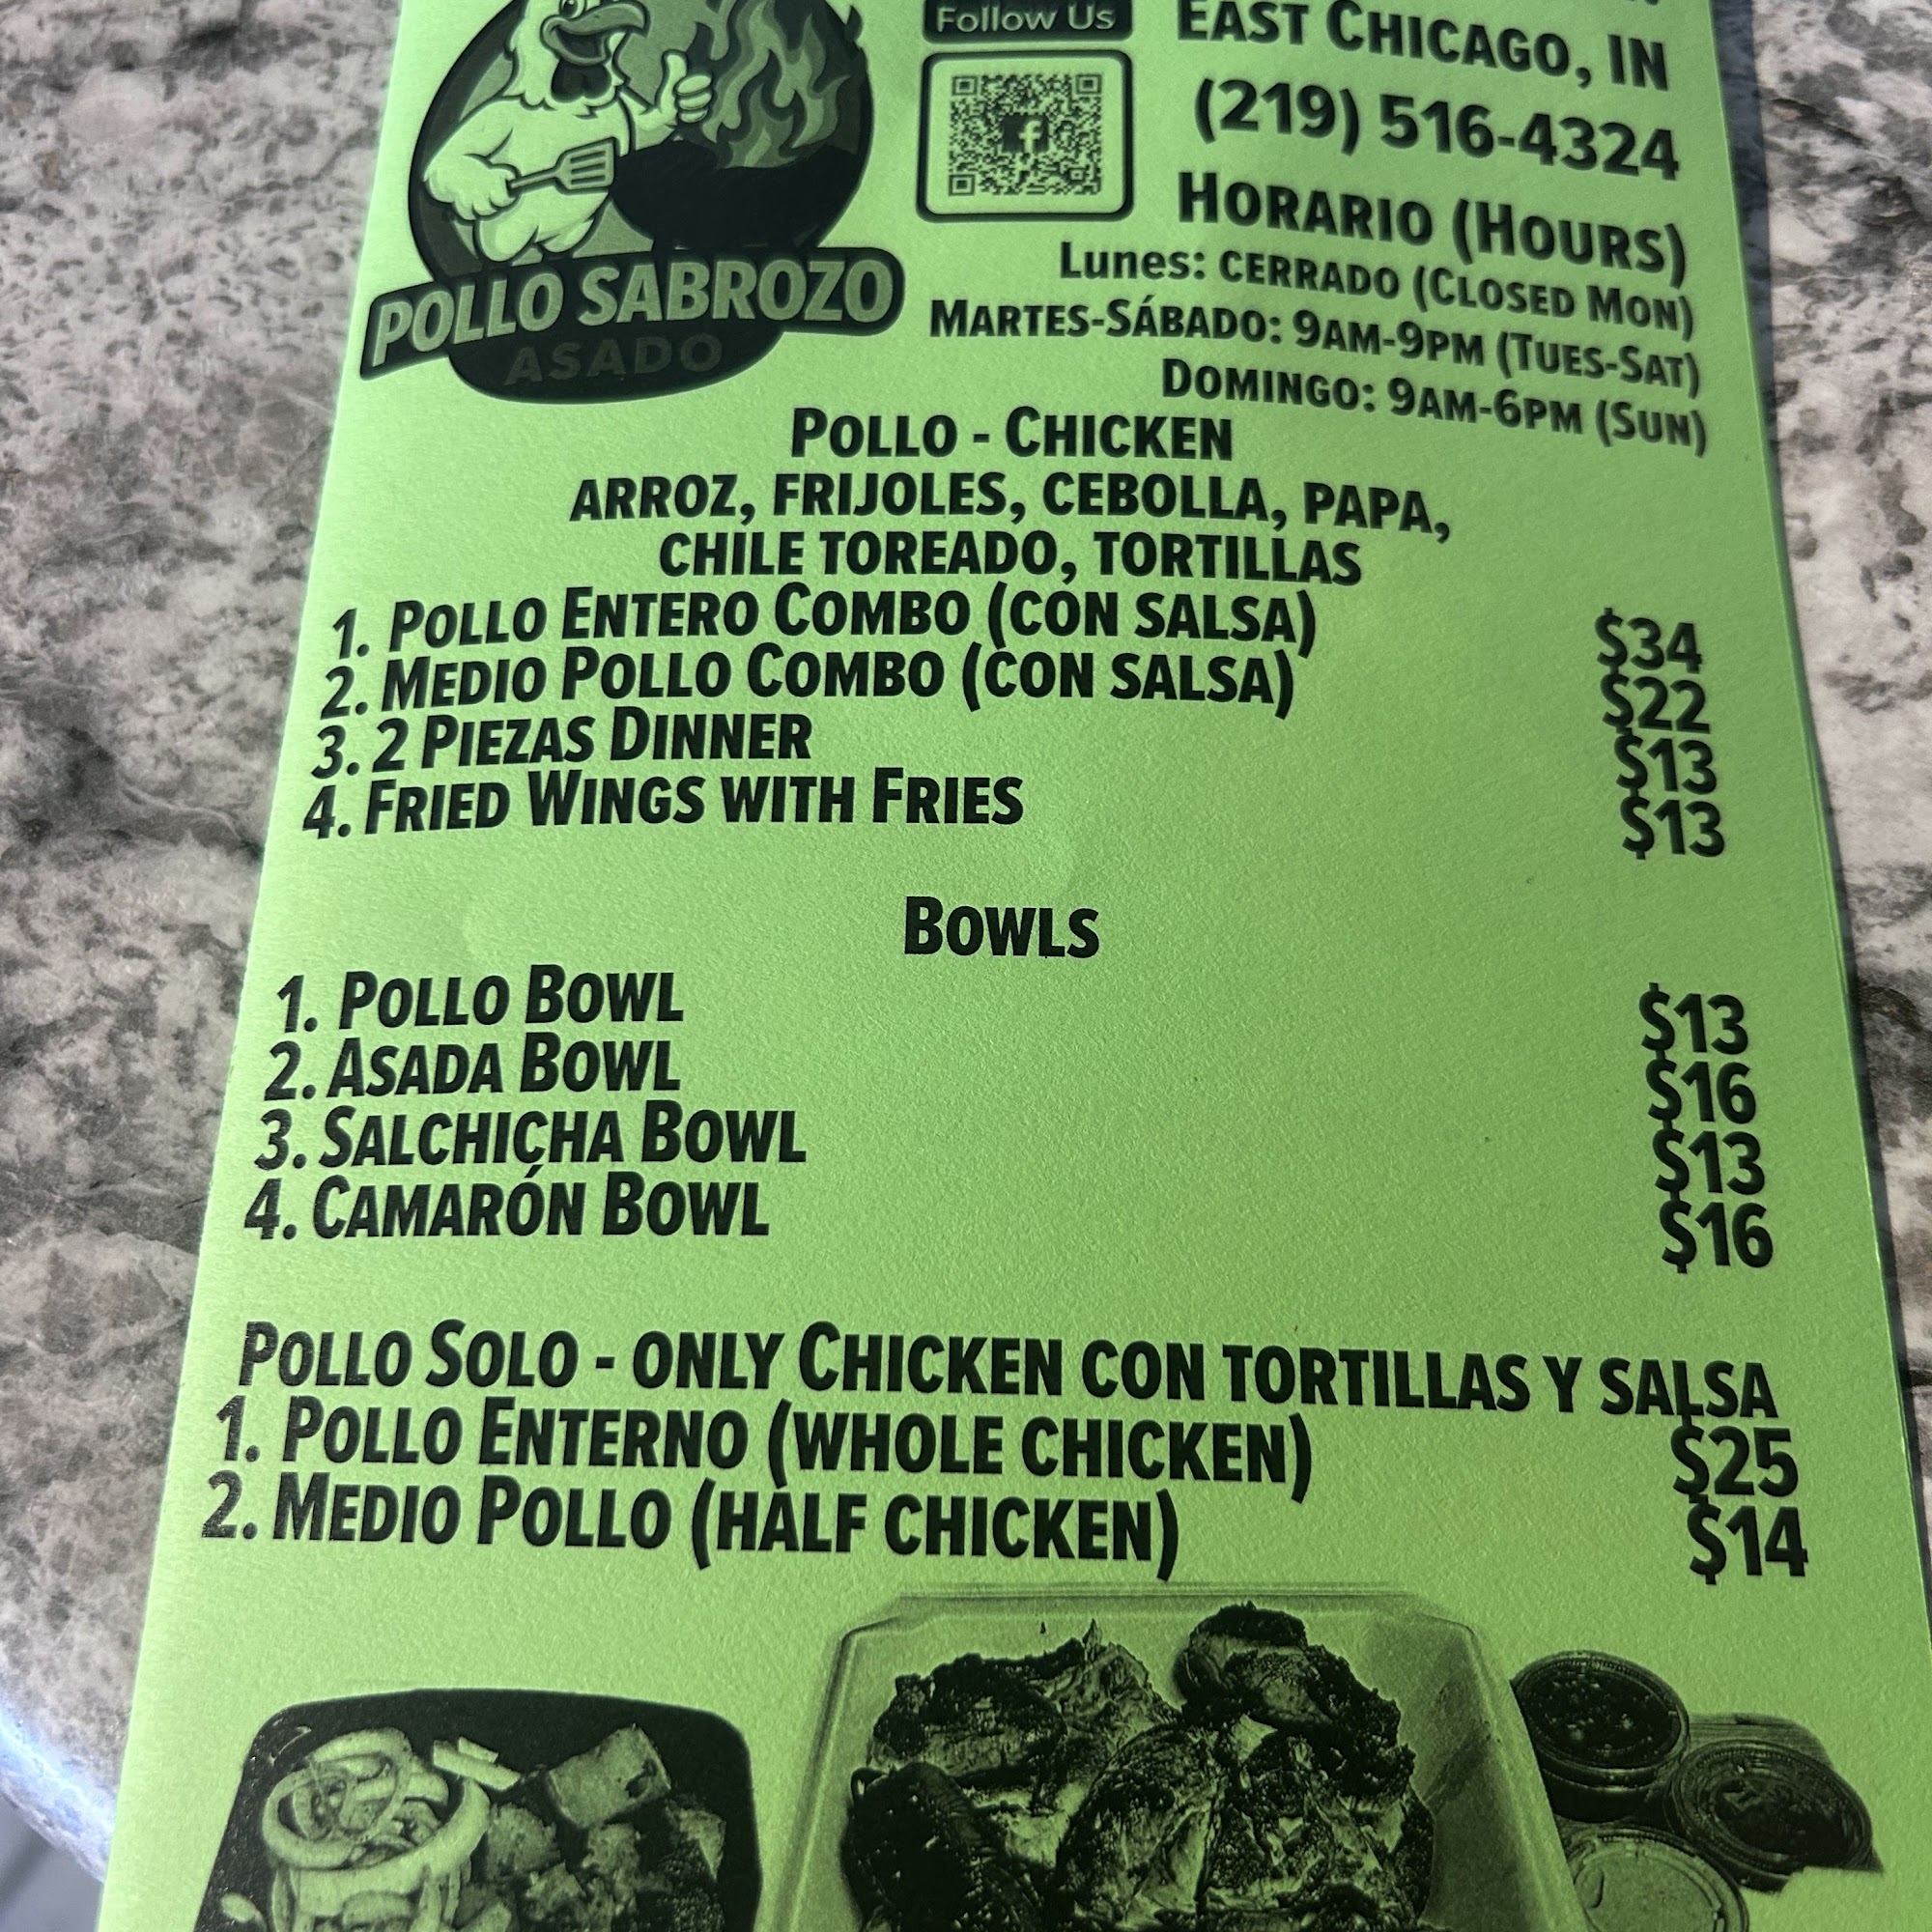 Follow Us
EAST CHICAGO, IN
(219) 516-4324
HORARIO (HOURS)
LUNES: CERRADO (CLOSED MON)
MARTES-SÁBADO: 9AM-9PM (TUES-SAT)
DOMINGO: 9AM-6PM (SUN)
POLLO SABROZO
ASADO
POLLO - CHICKEN
ARROZ, FRIJOLES, CEBOLLA, PAPA,
CHILE TOREADO, TORTILLAS
1. POLLO ENTERO COMBO (CON SALSA) $34
2. MEDIO POLLO COMBO (CON SALSA) $22
3. 2 PIEZAS DINNER $13
4. FRIED WINGS WITH FRIES $13
BOWLS
1. POLLO BOWL $13
2. ASADA BOWL $16
3. SALCHICHA BOWL $13
4. CAMARÓN BOWL $16
POLLO SOLO - ONLY CHICKEN CON TORTILLAS Y SALSA
1. POLLO ENTERNO (WHOLE CHICKEN) $25
2. MEDIO POLLO (HALF CHICKEN) $14